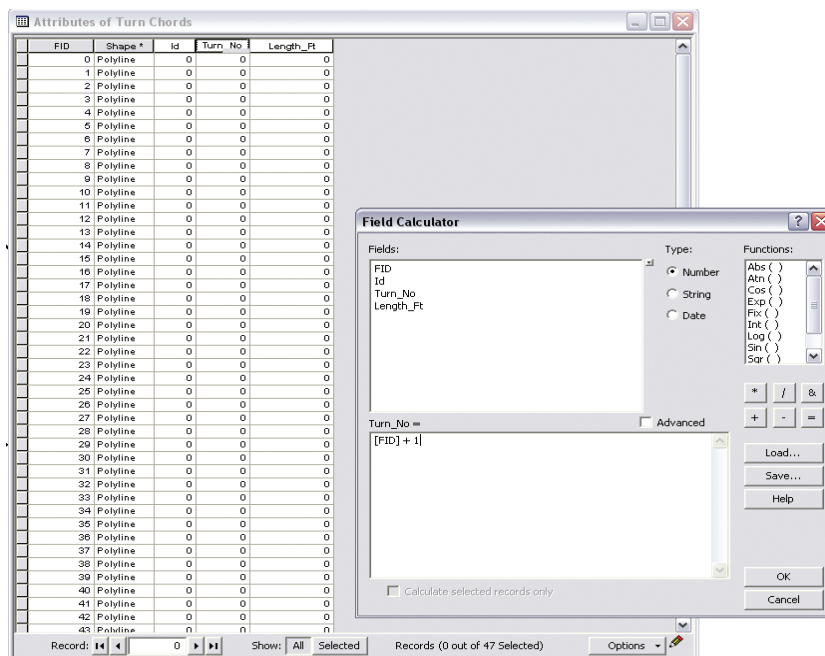 Attributes of Turn Chords
FID Shape * Id Turn_No Length_Ft
0 Polyline 0 0 0
1 Polyline 0 0 0
2 Polyline 0 0 0
3 Polyline 0 0 0
4 Polyline 0 0 0
5 Polyline 0 0 0
6 Polyline 0 0 0
7 Polyline 0 0 0
8 Polyline 0 0 0
9 Polyline 0 0 0
10 Polyline 0 0 0
11 Polyline 0 0 0
12 Polyline 0 0 0
13 Polyline 0 0 0
14 Polyline 0 0 0
15 Polyline 0 0 0
16 Polyline 0 0 0
17 Polyline 0 0 0
18 Polyline 0 0 0
19 Polyline 0 0 0
20 Polyline 0 0 0
21 Polyline 0 0 0
22 Polyline 0 0 0
23 Polyline 0 0 0
24 Polyline 0 0 0
25 Polyline 0 0 0
26 Polyline 0 0 0
27 Polyline 0 0 0
28 Polyline 0 0 0
29 Polyline 0 0 0
30 Polyline 0 0 0
31 Polyline 0 0 0
32 Polyline 0 0 0
33 Polyline 0 0 0
34 Polyline 0 0 0
35 Polyline 0 0 0
36 Polyline 0 0 0
37 Polyline 0 0 0
38 Polyline 0 0 0
39 Polyline 0 0 0
40 Polyline 0 0 0
41 Polyline 0 0 0
42 Polyline 0 0 0
43 Polyline 0 0 0
Record: 0 Show: All Selected Records (0 out of 47 Selected) Options
Field Calculator
Fields:
FID
Id
Turn_No
Length_Ft
Type:
Number
String
Date
Functions:
Abs ( )
Atn ( )
Cos ( )
Exp ( )
Fix ( )
Int ( )
Log ( )
Sin ( )
Sqr ( )
* / &
+ - =
Turn_No =
Advanced
[FID] + 1
Load...
Save...
Help
Calculate selected records only
OK
Cancel